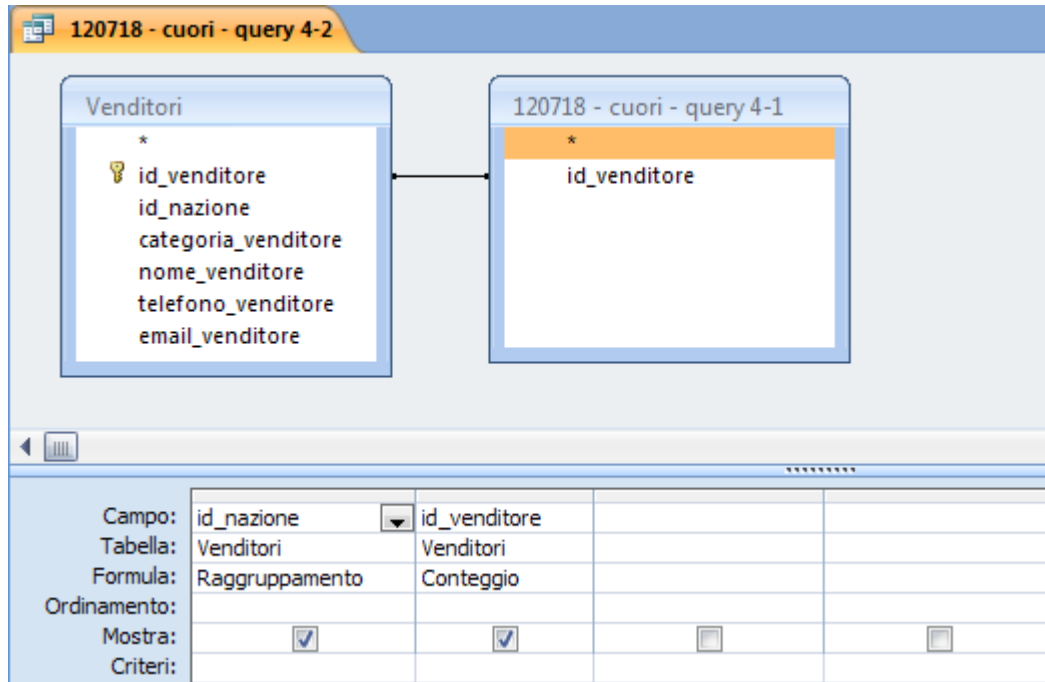 120718 - cuori - query 4-2
Venditori
*
id_venditore
id_nazione
categoria_venditore
nome_venditore
telefono_venditore
email_venditore
120718 - cuori - query 4-1
*
id_venditore
Campo: id_nazione id_venditore
Tabella: Venditori Venditori
Formula: Raggruppamento Conteggio
Ordinamento:
Mostra:
Criteri: